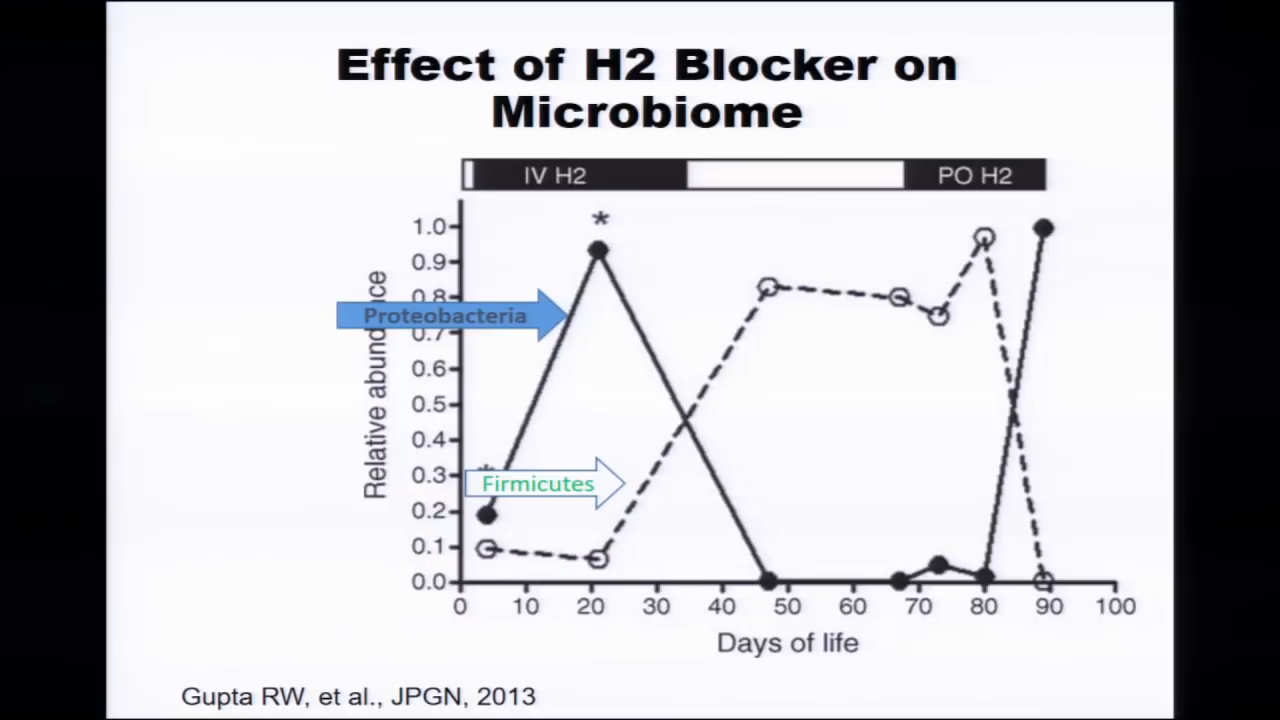 Effect of H2 Blocker on
Microbiome
IV H2
PO H2
*
1.0
0.9
0.8
0.7
0.6
0.5
0.4
0.3
0.2
0.1
0.0
Relative abundance
Proteobacteria
*
Firmicutes
0 10 20 30 40 50 60 70 80 90 100
Days of life
Gupta RW, et al., JPGN, 2013